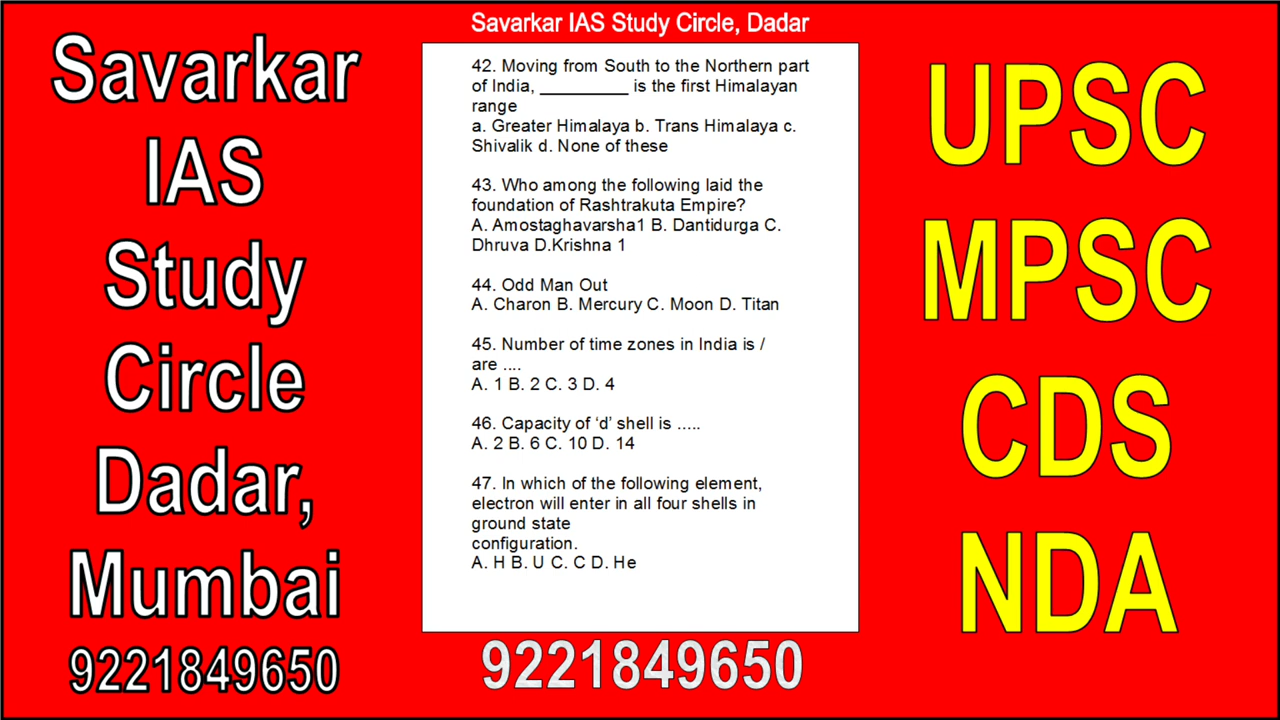 Savarkar
IAS
Study
Circle
Dadar,
Mumbai
9221849650
Savarkar IAS Study Circle, Dadar
42. Moving from South to the Northern part
of India, _________ is the first Himalayan
range
a. Greater Himalaya b. Trans Himalaya c.
Shivalik d. None of these
43. Who among the following laid the
foundation of Rashtrakuta Empire?
A. Amostaghavarsha1 B. Dantidurga C.
Dhruva D.Krishna 1
44. Odd Man Out
A. Charon B. Mercury C. Moon D. Titan
45. Number of time zones in India is /
are ....
A. 1 B. 2 C. 3 D. 4
46. Capacity of ‘d’ shell is .....
A. 2 B. 6 C. 10 D. 14
47. In which of the following element,
electron will enter in all four shells in
ground state
configuration.
A. H B. U C. C D. He
9221849650
UPSC
MPSC
CDS
NDA